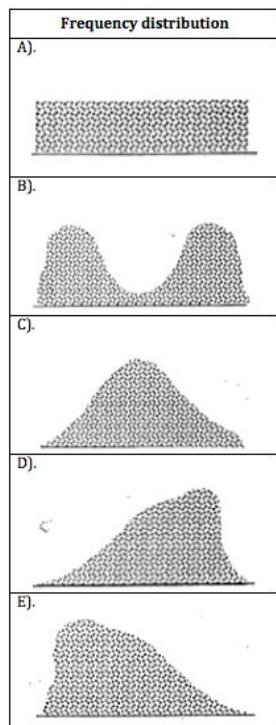 Frequency distribution
A).
B).
C).
D).
E).